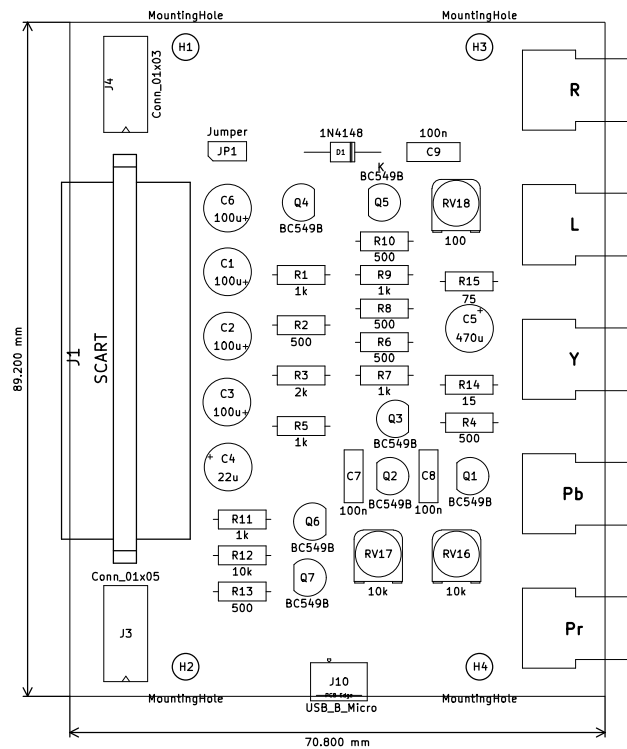 MountingHole
MountingHole
H1
H3
J4
Conn_01x03
R
Jumper
JP1
1N4148
D1
K
100n
C9
BC549B
C6
100u+
Q4
BC549B
Q5
RV18
100
L
R10
500
C1
100u+
R1
1k
R9
1k
R15
75
R8
500
C5
+
470u
C2
100u+
R2
500
R6
500
J1
SCART
Y
89.200 mm
R3
2k
R7
1k
R14
15
C3
100u+
R5
1k
Q3
BC549B
R4
500
+
C4
22u
C7
100n
Q2
BC549B
C8
100n
Q1
BC549B
Pb
R11
1k
Q6
BC549B
R12
10k
RV17
10k
RV16
10k
Conn_01x05
R13
500
Q7
BC549B
J3
Pr
H2
H4
J10
PCB Edge
USB_B_Micro
MountingHole
MountingHole
70.800 mm